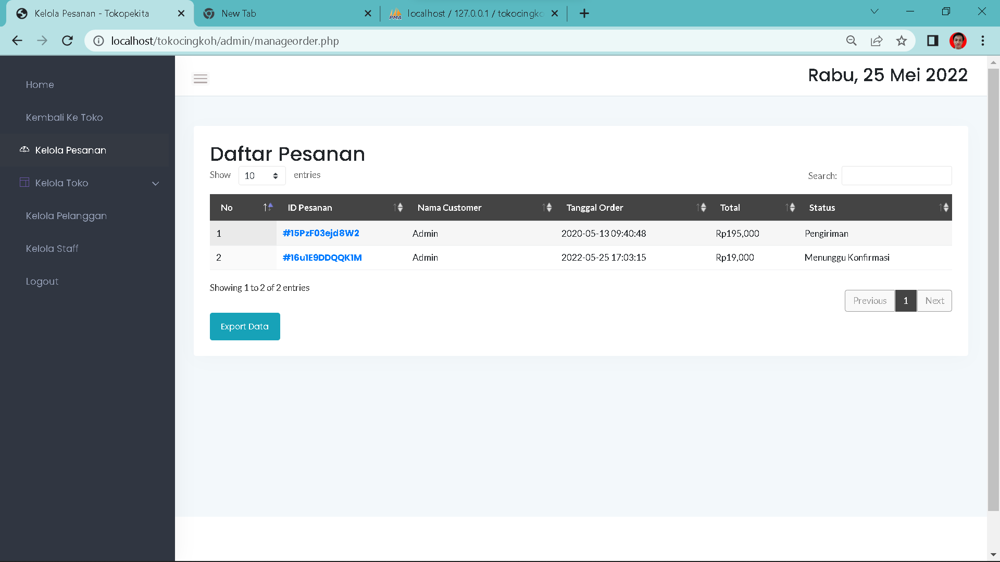 Kelola Pesanan - Tokopekita
New Tab
localhost / 127.0.0.1 / tokocingko
localhost/tokocingkoh/admin/manageorder.php
Home
Kembali Ke Toko
Kelola Pesanan
Kelola Toko
Kelola Pelanggan
Kelola Staff
Logout
Rabu, 25 Mei 2022
Daftar Pesanan
Show 10 entries
Search:
No ID Pesanan Nama Customer Tanggal Order Total Status
1 #15PzF03ejd8W2 Admin 2020-05-13 09:40:48 Rp195,000 Pengiriman
2 #16u1E9DDQQK1M Admin 2022-05-25 17:03:15 Rp19,000 Menunggu Konfirmasi
Showing 1 to 2 of 2 entries
Previous 1 Next
Export Data